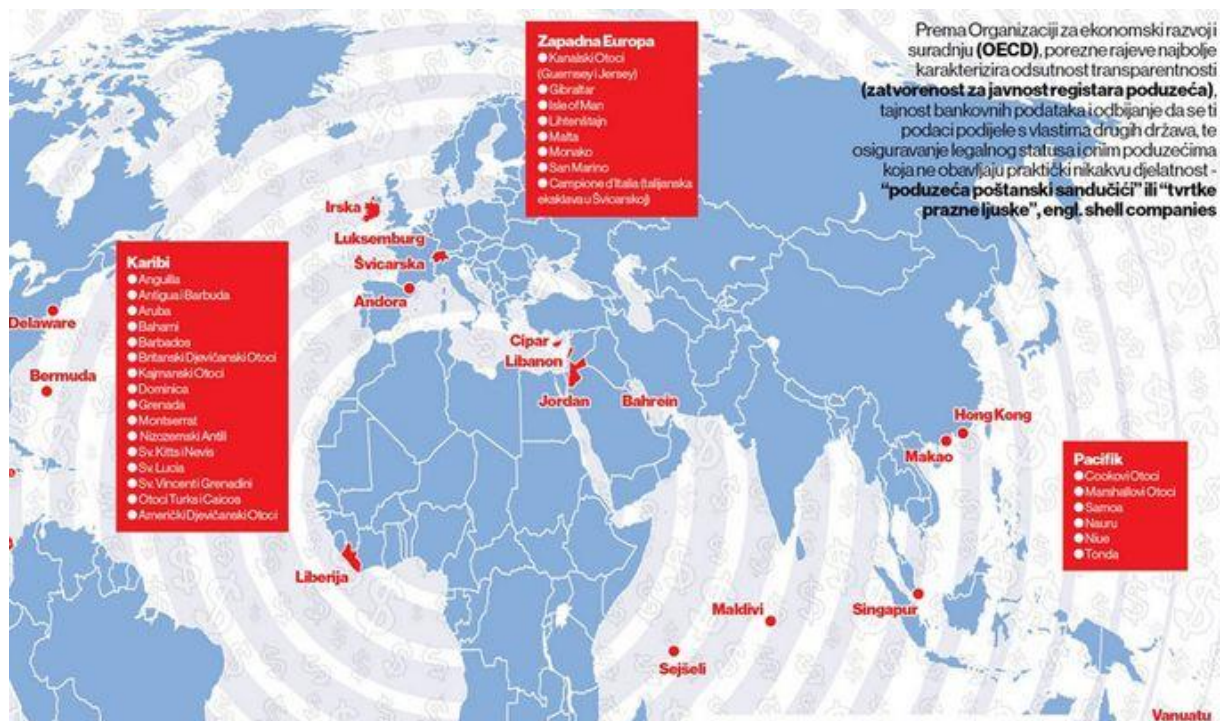 Prema Organizaciji za ekonomski razvoj i
suradnju (OECD), porezne rajeve najbolje
karakterizira odsutnost transparentnosti
(zatvorenost za javnost registara poduzeća),
tajnost bankovnih podataka i odbijanje da se ti
podaci podijele s vlastima drugih država, te
osiguravanje legalnog statusa i onim poduzećima
koja ne obavljaju praktički nikakvu djelatnost -
“poduzeća poštanski sandučići” ili “tvrtke
prazne ljuske”, engl. shell companies
Zapadna Europa
Kanalski Otoci
(Guernsey i Jersey)
Gibraltar
Isle of Man
Lihtenštajn
Malta
Monako
San Marino
Campione d'Italia (talijanska
eksklava u Švicarskoj)
Irska
Luksemburg
Švicarska
Andora
Karibi
Anguilla
Antigua i Barbuda
Aruba
Bahami
Barbados
Britanski Djevičanski Otoci
Kajmanski Otoci
Dominica
Grenada
Montserrat
Nizozemski Antili
Sv. Kitts i Nevis
Sv. Lucia
Sv. Vincent i Grenadini
Otoci Turks i Caicos
Američki Djevičanski Otoci
Delaware
Bermuda
Cipar
Libanon
Jordan
Bahrein
Hong Kong
Makao
Pacifik
Cookovi Otoci
Marshallovi Otoci
Samoa
Nauru
Niue
Tonda
Liberija
Maldivi
Singapur
Sejšeli
Vanuatu